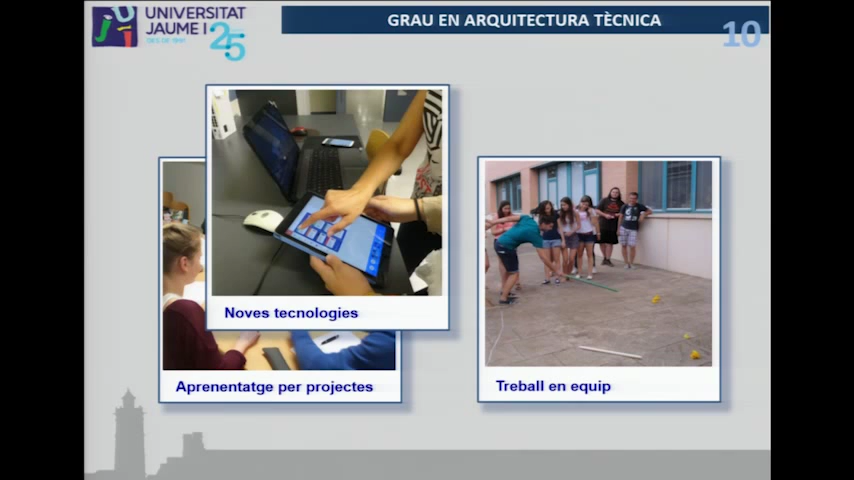 UNIVERSITAT
JAUME I
25
GRAU EN ARQUITECTURA TÈCNICA
10
Noves tecnologies
Aprenentatge per projectes
Treball en equip